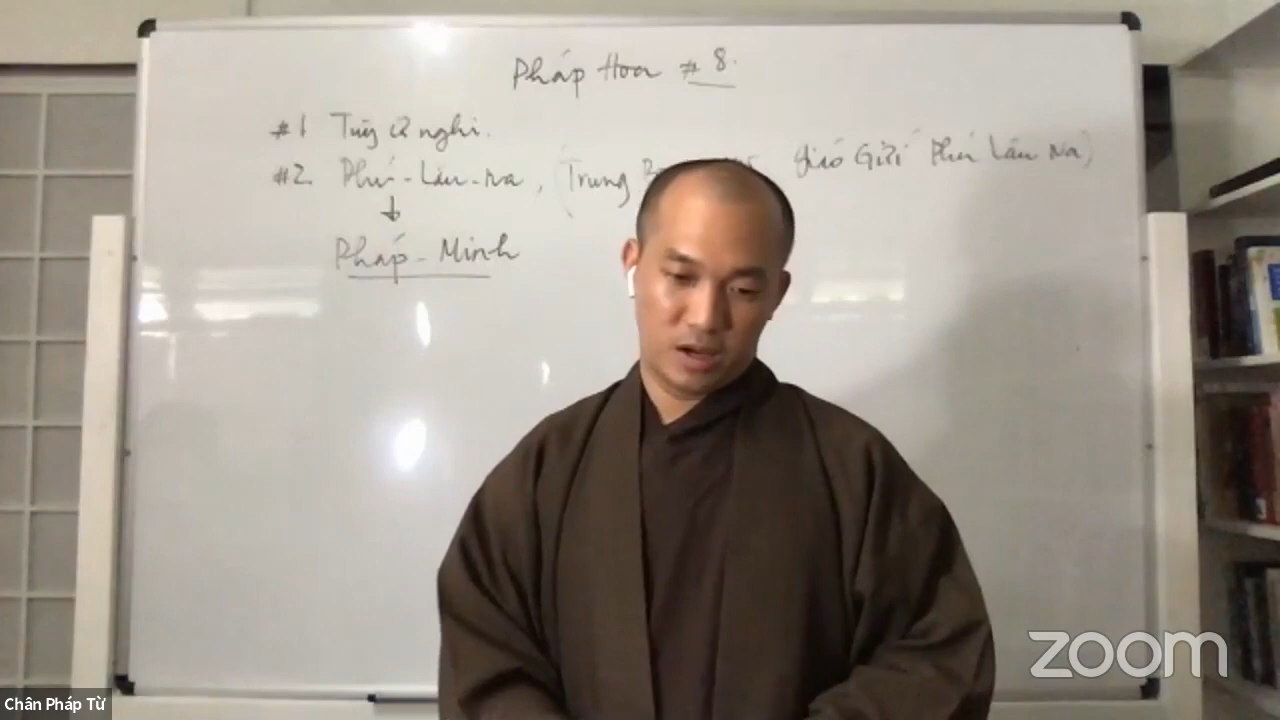 Pháp Hoa #8.
#1 Tùy cơ nghi.
#2. Phú-Lâu-na, (Trung giáo Giới Phú Lâu Na)
↓
Pháp-Minh
ZOOM
Chân Pháp Từ